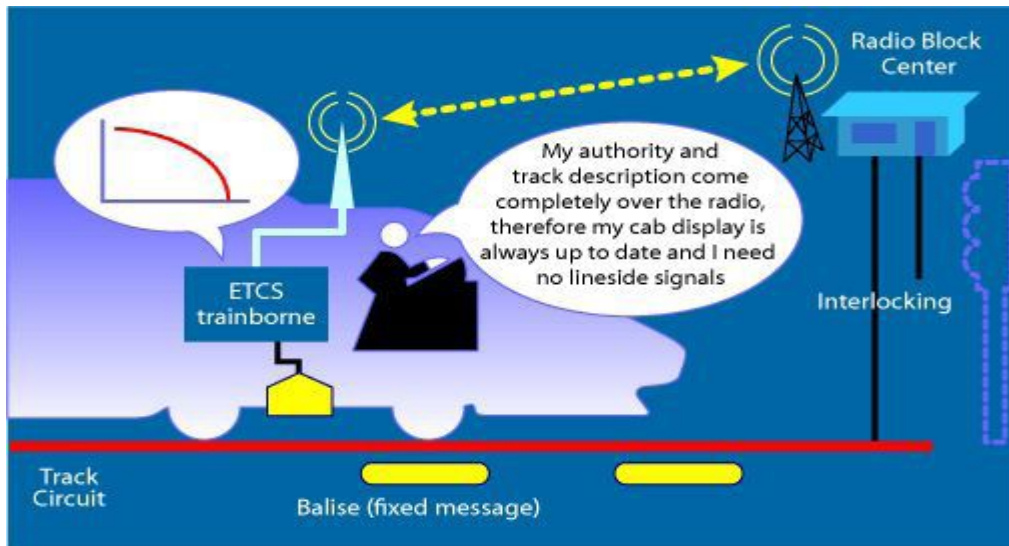 Radio Block
Center
My authority and
track description come
completely over the radio,
therefore my cab display is
always up to date and I need
no lineside signals
ETCS
trainborne
Interlocking
Track
Circuit
Balise (fixed message)